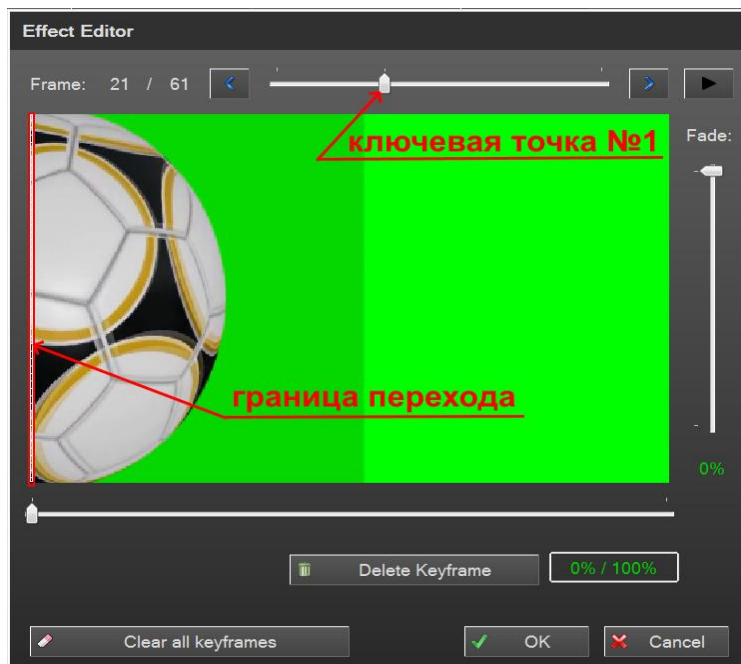 Effect Editor
Frame: 21 / 61
ключевая точка №1
Fade:
граница перехода
0%
Delete Keyframe
0% / 100%
Clear all keyframes
OK
Cancel